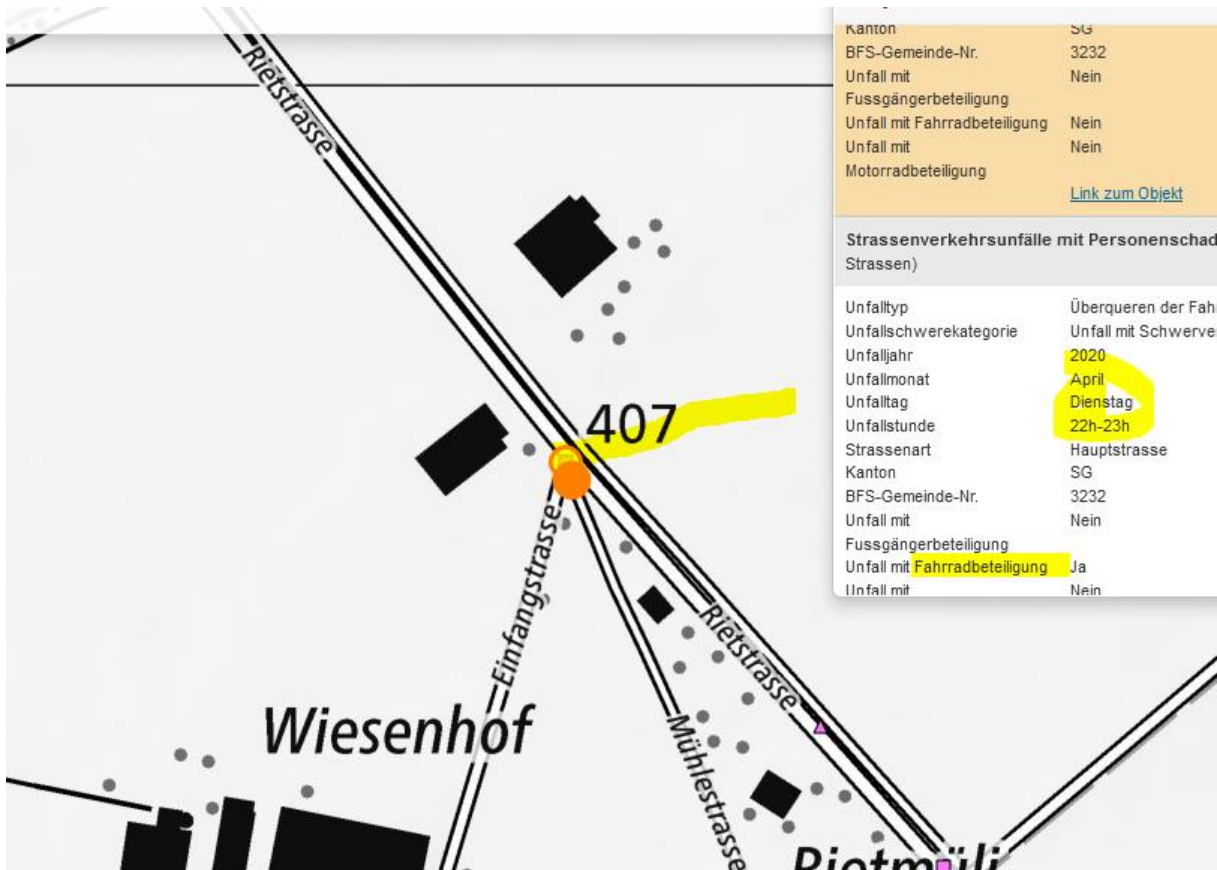 Rietstrasse
407
Einfangstrasse
Rietstrasse
Wiesenhof
Mühlestrasse
Rietmüli
Kanton SG
BFS-Gemeinde-Nr. 3232
Unfall mit Nein
Fussgängerbeteiligung
Unfall mit Fahrradbeteiligung Nein
Unfall mit Nein
Motorradbeteiligung
Link zum Objekt
Strassenverkehrsunfälle mit Personenschad
Strassen)
Unfalltyp Überqueren der Fah
Unfallschwerekategorie Unfall mit Schwerve
Unfalljahr 2020
Unfallmonat April
Unfalltag Dienstag
Unfallstunde 22h-23h
Strassenart Hauptstrasse
Kanton SG
BFS-Gemeinde-Nr. 3232
Unfall mit Nein
Fussgängerbeteiligung
Unfall mit Fahrradbeteiligung Ja
Unfall mit Nein